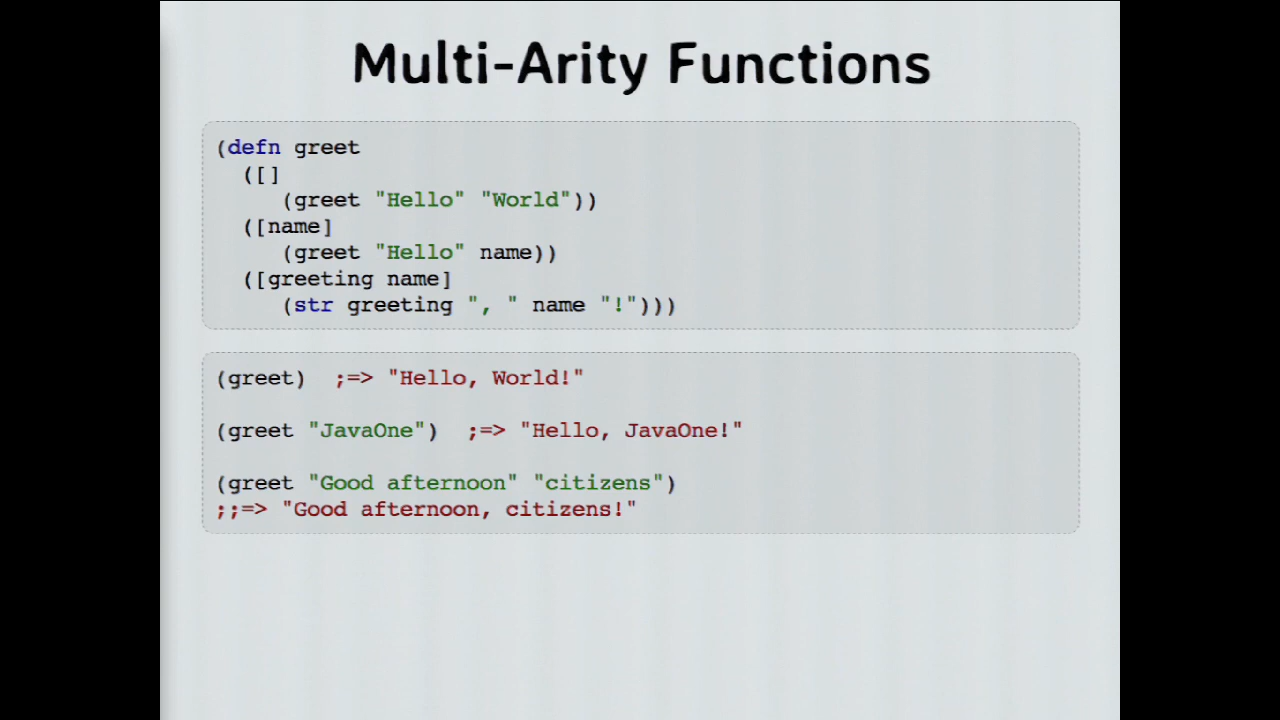 Multi-Arity Functions
(defn greet
  ([]
     (greet "Hello" "World"))
  ([name]
     (greet "Hello" name))
  ([greeting name]
     (str greeting ", " name "!")))
(greet)  ;=> "Hello, World!"
(greet "JavaOne")  ;=> "Hello, JavaOne!"
(greet "Good afternoon" "citizens")
;;=> "Good afternoon, citizens!"